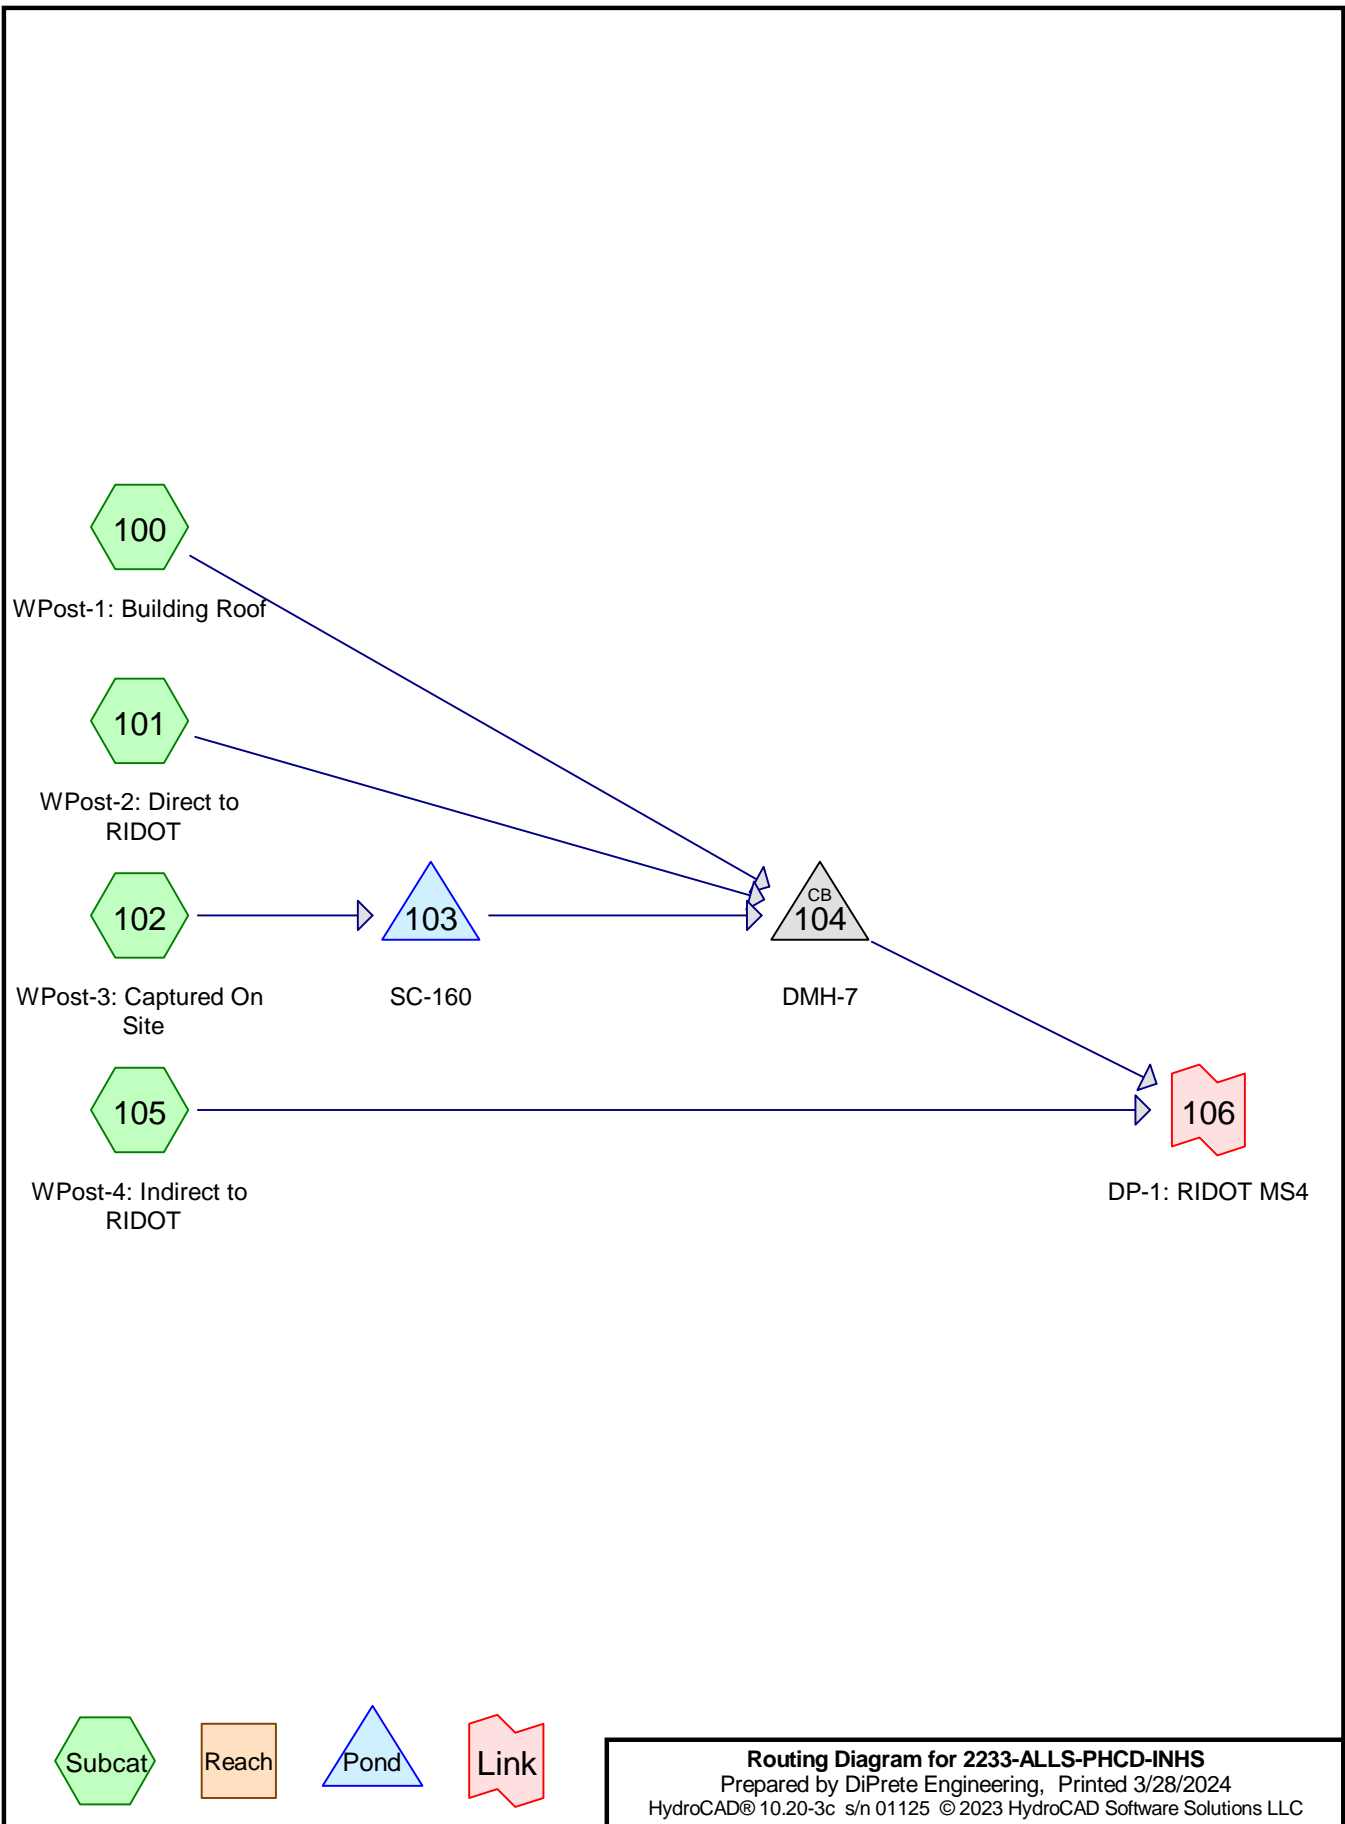 100
WPost-1: Building Roof
101
WPost-2: Direct to
RIDOT
102
WPost-3: Captured On
Site
103
SC-160
CB
104
DMH-7
105
WPost-4: Indirect to
RIDOT
106
DP-1: RIDOT MS4
Subcat
Reach
Pond
Link
Routing Diagram for 2233-ALLS-PHCD-INHS
Prepared by DiPrete Engineering, Printed 3/28/2024
HydroCAD® 10.20-3c s/n 01125 © 2023 HydroCAD Software Solutions LLC